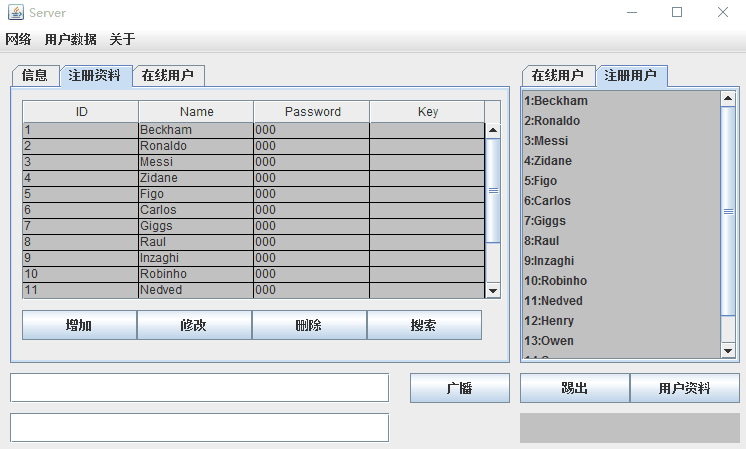 Server
网络 用户数据 关于
信息 注册资料 在线用户
ID Name Password Key
1 Beckham 000
2 Ronaldo 000
3 Messi 000
4 Zidane 000
5 Figo 000
6 Carlos 000
7 Giggs 000
8 Raul 000
9 Inzaghi 000
10 Robinho 000
11 Nedved 000
增加 修改 删除 搜索
在线用户 注册用户
1:Beckham
2:Ronaldo
3:Messi
4:Zidane
5:Figo
6:Carlos
7:Giggs
8:Raul
9:Inzaghi
10:Robinho
11:Nedved
12:Henry
13:Owen
广播 踢出 用户资料